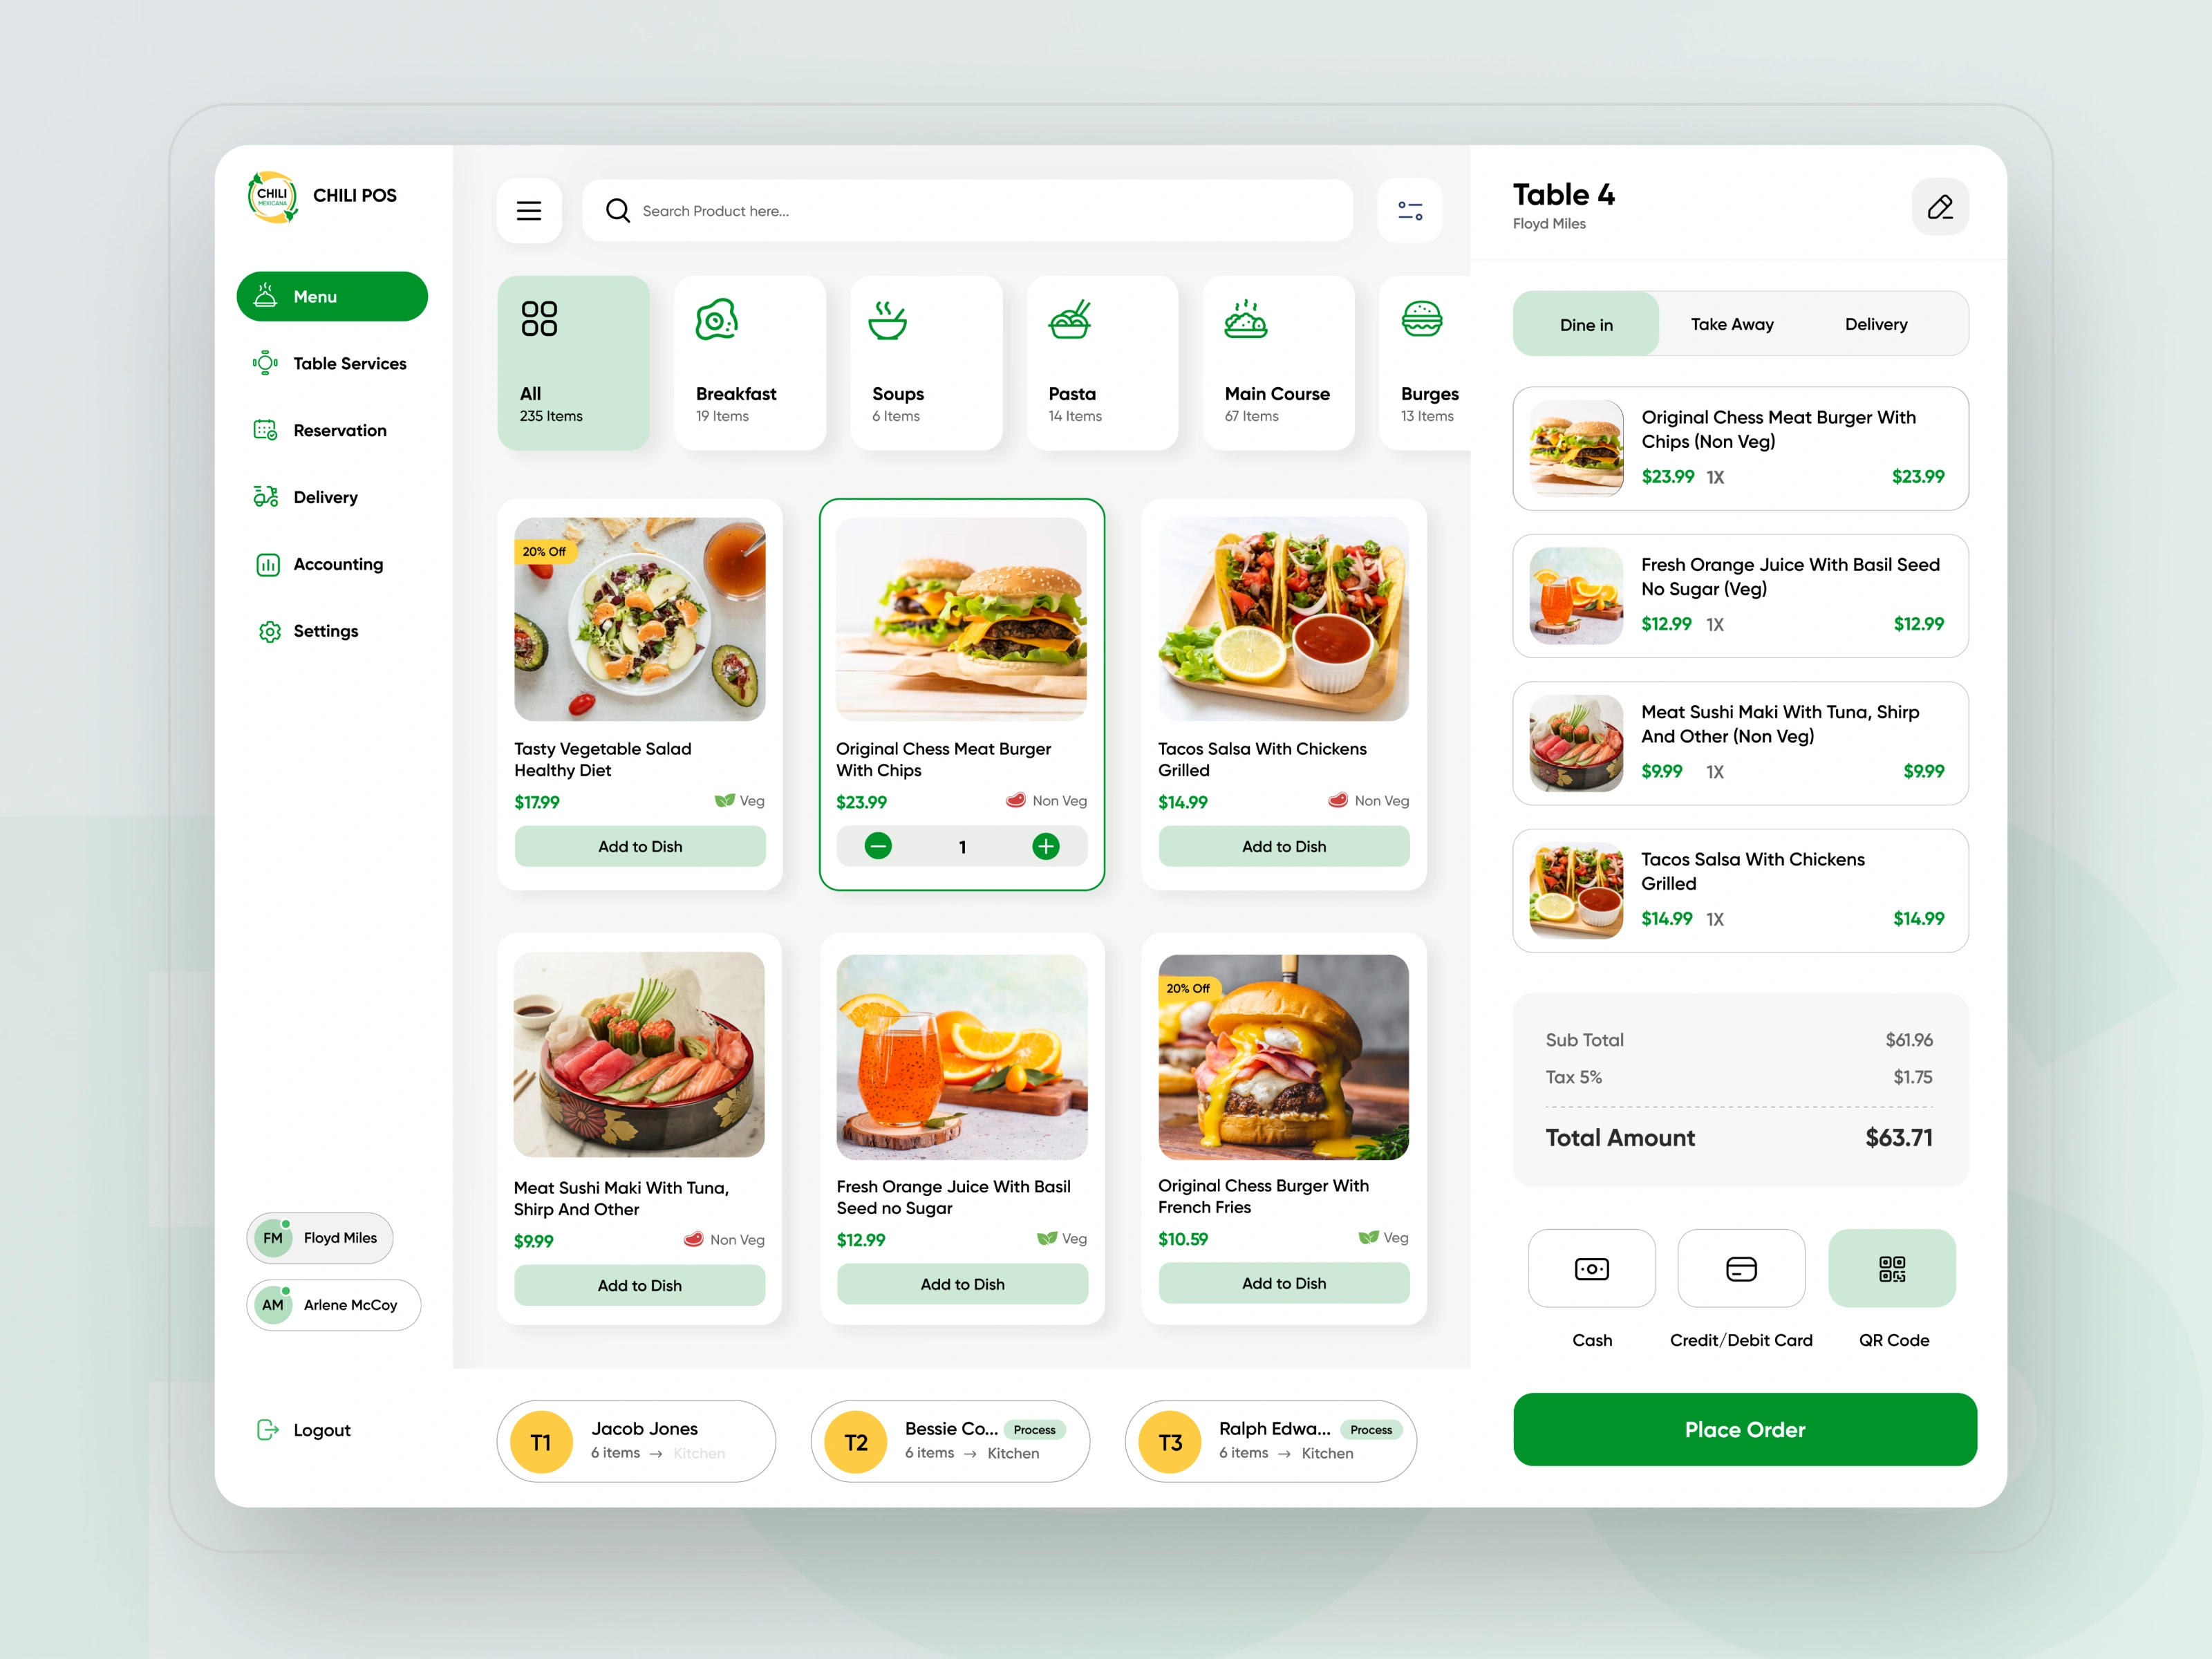 CHILI
MEXICANA
CHILI POS
Menu
Table Services
Reservation
Delivery
Accounting
Settings
FM Floyd Miles
AM Arlene McCoy
Logout
Search Product here...
All
235 Items
Breakfast
19 Items
Soups
6 Items
Pasta
14 Items
Main Course
67 Items
Burges
13 Items
20% Off
Tasty Vegetable Salad
Healthy Diet
$17.99 Veg
Add to Dish
Original Chess Meat Burger
With Chips
$23.99 Non Veg
1
Tacos Salsa With Chickens
Grilled
$14.99 Non Veg
Add to Dish
Meat Sushi Maki With Tuna,
Shirp And Other
$9.99 Non Veg
Add to Dish
Fresh Orange Juice With Basil
Seed no Sugar
$12.99 Veg
Add to Dish
20% Off
Original Chess Burger With
French Fries
$10.59 Veg
Add to Dish
T1 Jacob Jones
6 items → Kitchen
T2 Bessie Co... Process
6 items → Kitchen
T3 Ralph Edwa... Process
6 items → Kitchen
Table 4
Floyd Miles
Dine in Take Away Delivery
Original Chess Meat Burger With
Chips (Non Veg)
$23.99 1X $23.99
Fresh Orange Juice With Basil Seed
No Sugar (Veg)
$12.99 1X $12.99
Meat Sushi Maki With Tuna, Shirp
And Other (Non Veg)
$9.99 1X $9.99
Tacos Salsa With Chickens
Grilled
$14.99 1X $14.99
Sub Total $61.96
Tax 5% $1.75
Total Amount $63.71
Cash Credit/Debit Card QR Code
Place Order